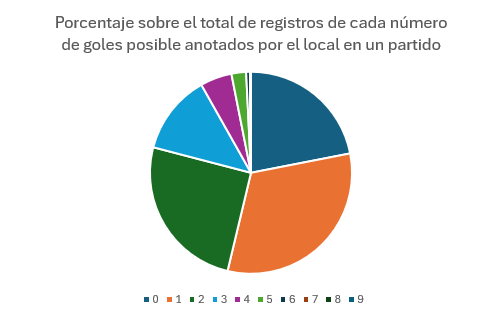 Porcentaje sobre el total de registros de cada número
de goles posible anotados por el local en un partido
0 1 2 3 4 5 6 7 8 9